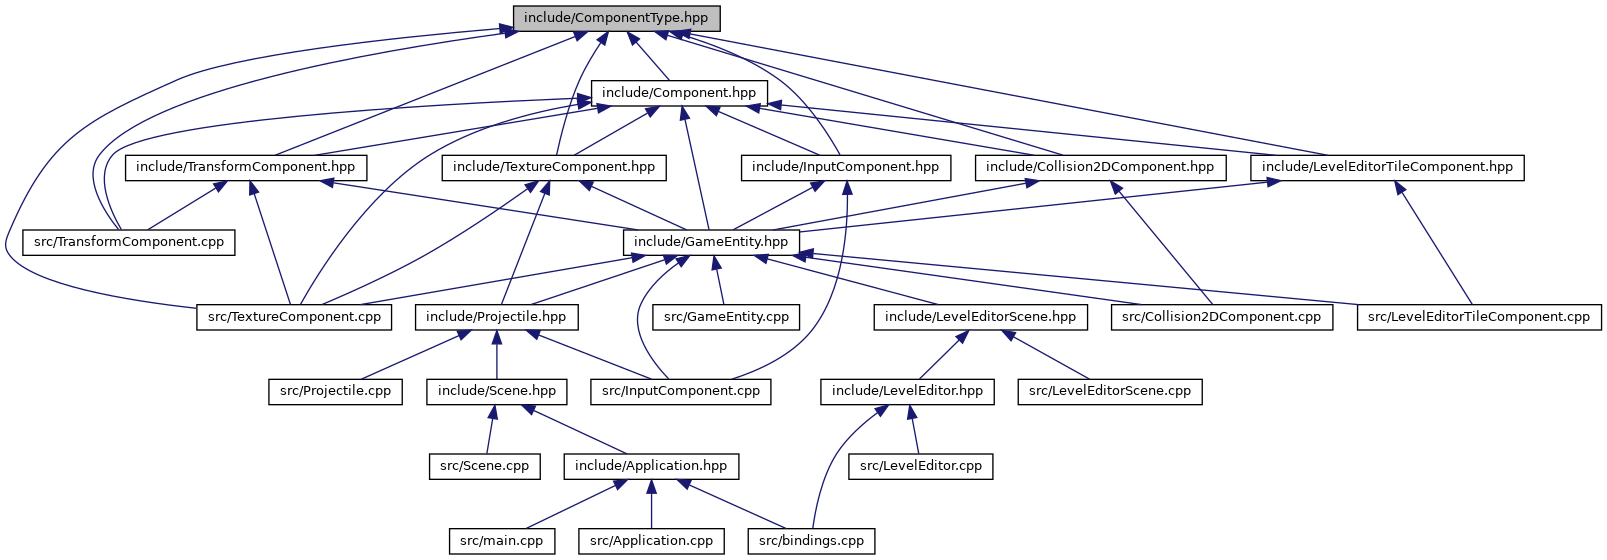 include/ComponentType.hpp
include/Component.hpp
include/TransformComponent.hpp
include/TextureComponent.hpp
include/InputComponent.hpp
include/Collision2DComponent.hpp
include/LevelEditorTileComponent.hpp
src/TransformComponent.cpp
include/GameEntity.hpp
src/TextureComponent.cpp
include/Projectile.hpp
src/GameEntity.cpp
include/LevelEditorScene.hpp
src/Collision2DComponent.cpp
src/LevelEditorTileComponent.cpp
src/Projectile.cpp
include/Scene.hpp
src/InputComponent.cpp
include/LevelEditor.hpp
src/LevelEditorScene.cpp
src/Scene.cpp
include/Application.hpp
src/LevelEditor.cpp
src/main.cpp
src/Application.cpp
src/bindings.cpp